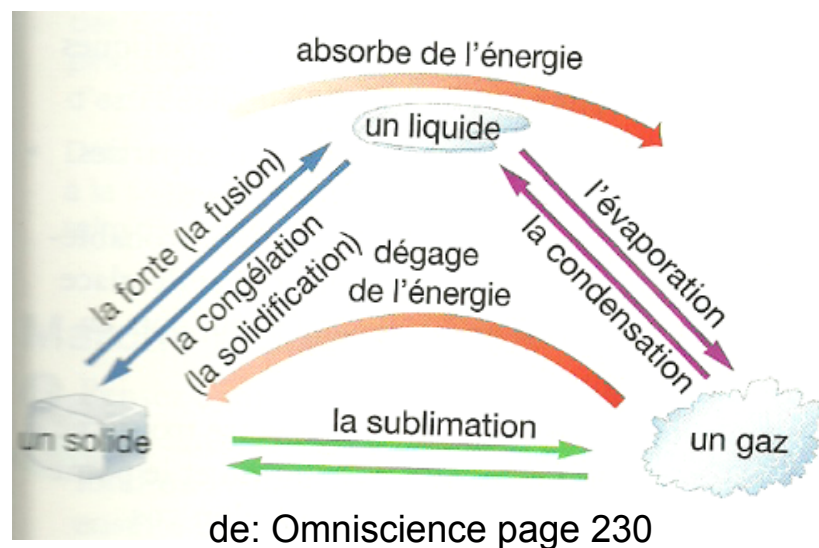 absorbe de l'énergie
un liquide
la fonte (la fusion)
la congélation
(la solidification)
dégage
de l'énergie
l'évaporation
la condensation
un solide
la sublimation
un gaz
de: Omniscience page 230